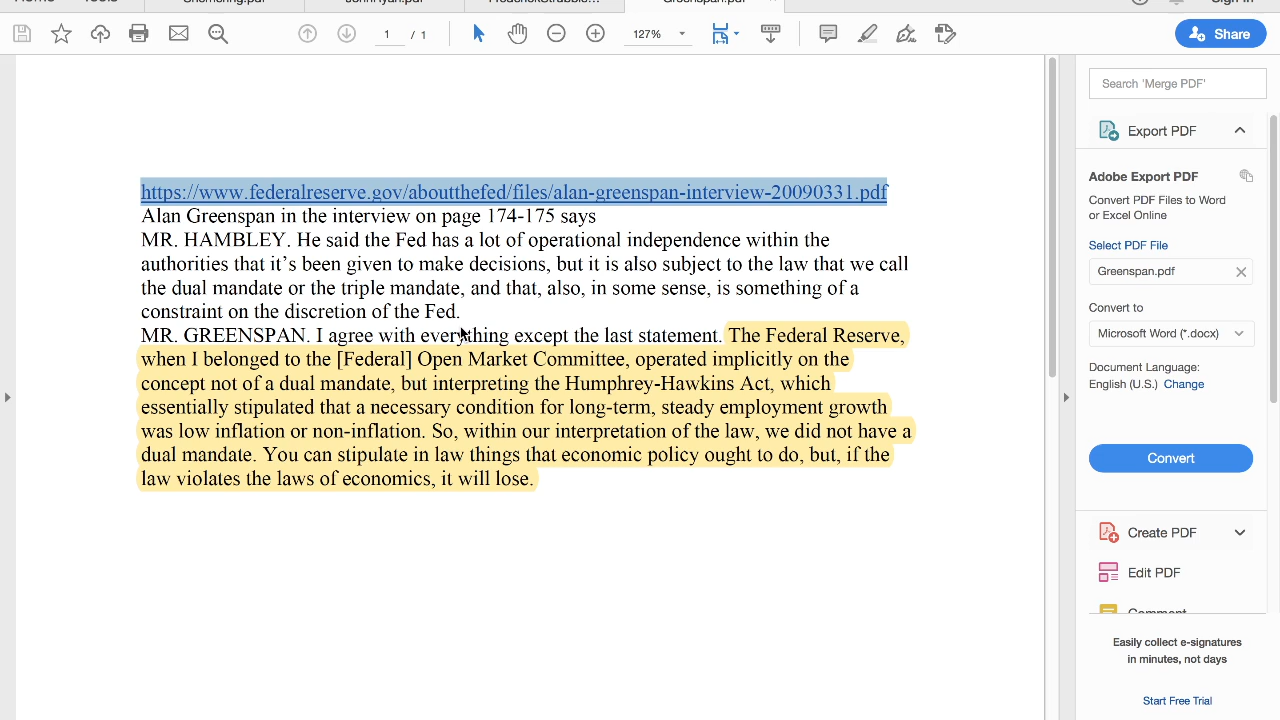 Home Tools Shemering.pdf JohnRyan.pdf Greenspan.pdf Sign In
1 / 1 127% Share
https://www.federalreserve.gov/aboutthefed/files/alan-greenspan-interview-20090331.pdf
Alan Greenspan in the interview on page 174-175 says
MR. HAMBLEY. He said the Fed has a lot of operational independence within the
authorities that it’s been given to make decisions, but it is also subject to the law that we call
the dual mandate or the triple mandate, and that, also, in some sense, is something of a
constraint on the discretion of the Fed.
MR. GREENSPAN. I agree with everything except the last statement. The Federal Reserve,
when I belonged to the [Federal] Open Market Committee, operated implicitly on the
concept not of a dual mandate, but interpreting the Humphrey-Hawkins Act, which
essentially stipulated that a necessary condition for long-term, steady employment growth
was low inflation or non-inflation. So, within our interpretation of the law, we did not have a
dual mandate. You can stipulate in law things that economic policy ought to do, but, if the
law violates the laws of economics, it will lose.
Search 'Merge PDF'
Export PDF
Adobe Export PDF
Convert PDF Files to Word
or Excel Online
Select PDF File
Greenspan.pdf
Convert to
Microsoft Word (*.docx)
Document Language:
English (U.S.) Change
Convert
Create PDF
Edit PDF
Comment
Easily collect e-signatures
in minutes, not days
Start Free Trial